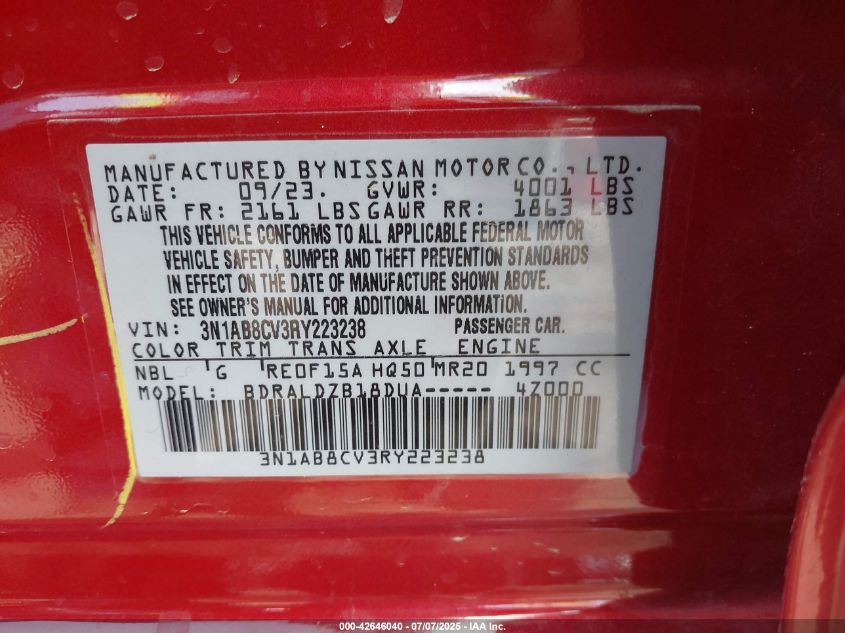 MANUFACTURED BY NISSAN MOTOR CO., LTD.
DATE: 09/23. GVWR: 4001 LBS
GAWR FR: 2161 LBS GAWR RR: 1863 LBS
THIS VEHICLE CONFORMS TO ALL APPLICABLE FEDERAL MOTOR
VEHICLE SAFETY, BUMPER AND THEFT PREVENTION STANDARDS
IN EFFECT ON THE DATE OF MANUFACTURE SHOWN ABOVE.
SEE OWNER'S MANUAL FOR ADDITIONAL INFORMATION.
VIN: 3N1AB8CV3RY223238 PASSENGER CAR.
COLOR TRIM TRANS AXLE ENGINE
NBL G RE0F15A HQ50 MR20 1997 CC
MODEL: BDRALDZB18DUA----- 4Z000
3N1AB8CV3RY223238
000-42646040 - 07/07/2025 - IAA Inc.